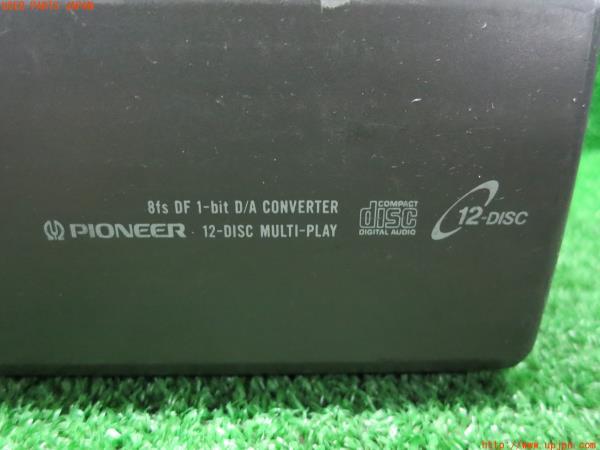 USED PARTS JAPAN
8fs DF 1-bit D/A CONVERTER
PIONEER · 12-DISC MULTI-PLAY
COMPACT
disc
DIGITAL AUDIO
12-DISC
http://www.upjpn.com/